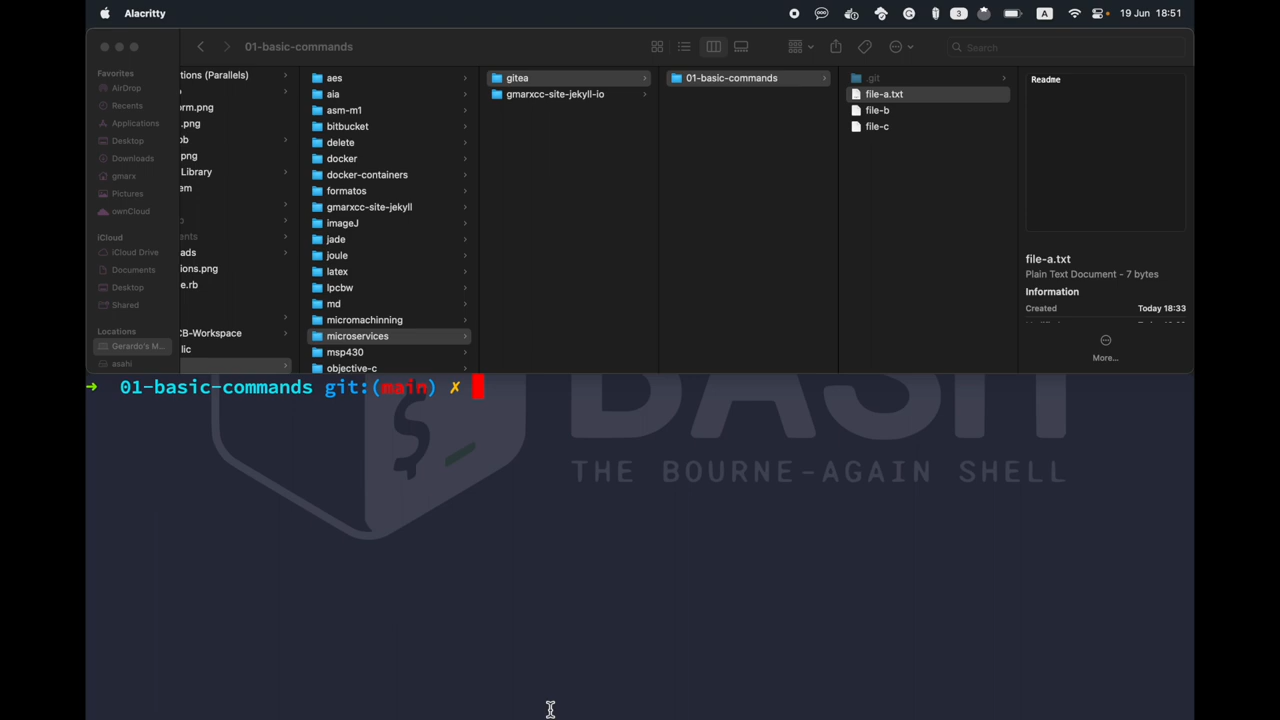 Alacritty
3
A
19 Jun 18:51
01-basic-commands
Search
Favorites
AirDrop
Recents
Applications
Desktop
Downloads
gmarx
Pictures
ownCloud
iCloud
iCloud Drive
Documents
Desktop
Shared
Locations
Gerardo's M...
asahi
tions (Parallels)
orm.png
.png
ob
png
Library
em
ents
ads
ions.png
e.rb
CB-Workspace
lic
aes
aia
asm-m1
bitbucket
delete
docker
docker-containers
formatos
gmarxcc-site-jekyll
imageJ
jade
joule
latex
lpcbw
md
micromachinning
microservices
msp430
objective-c
gitea
gmarxcc-site-jekyll-io
01-basic-commands
.git
file-a.txt
file-b
file-c
Readme
file-a.txt
Plain Text Document - 7 bytes
Information
Created Today 18:33
More...
→ 01-basic-commands git:(main) ✗
BASH
THE BOURNE-AGAIN SHELL